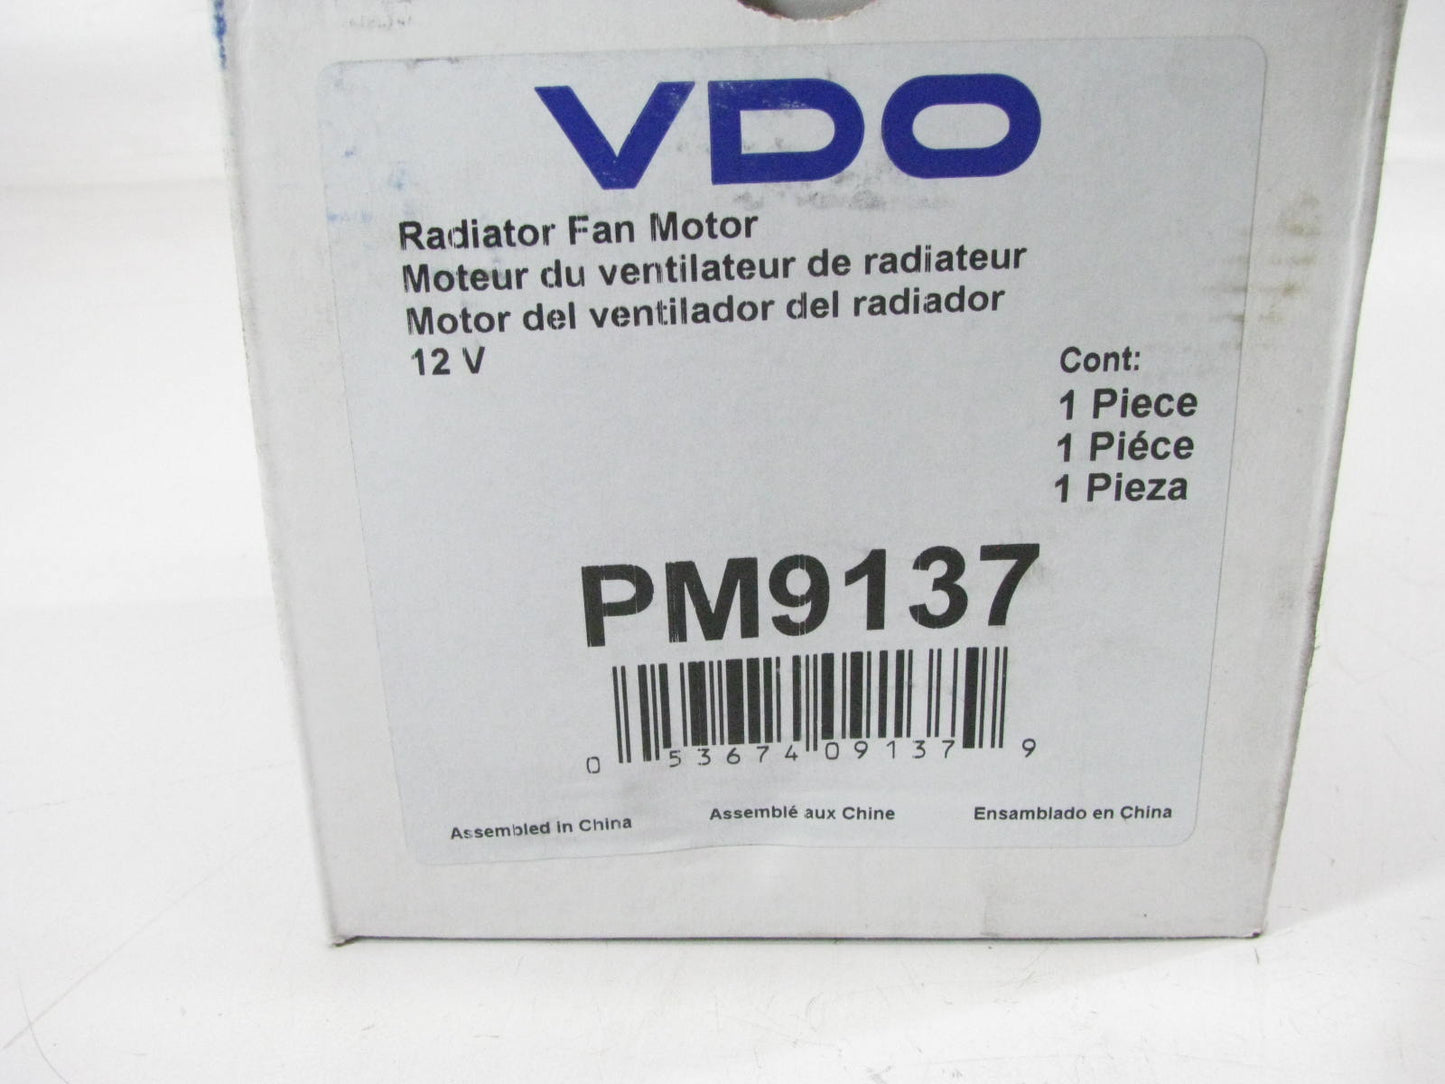 VDO
Radiator Fan Motor
Moteur du ventilateur de radiateur
Motor del ventilador del radiador
12 V
Cont:
1 Piece
1 Piéce
1 Pieza
PM9137
0 53674 09137 9
Assembled in China
Assemblé aux Chine
Ensamblado en China